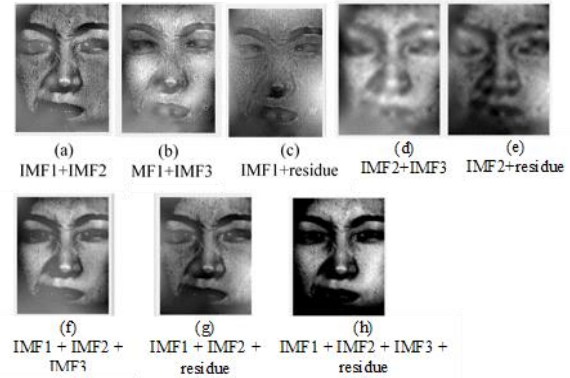 (a)
IMF1+IMF2
(b)
MF1+IMF3
(c)
IMF1+residue
(d)
IMF2+IMF3
(e)
IMF2+residue
(f)
IMF1 + IMF2 +
IMF3
(g)
IMF1 + IMF2 +
residue
(h)
IMF1 + IMF2 + IMF3 +
residue